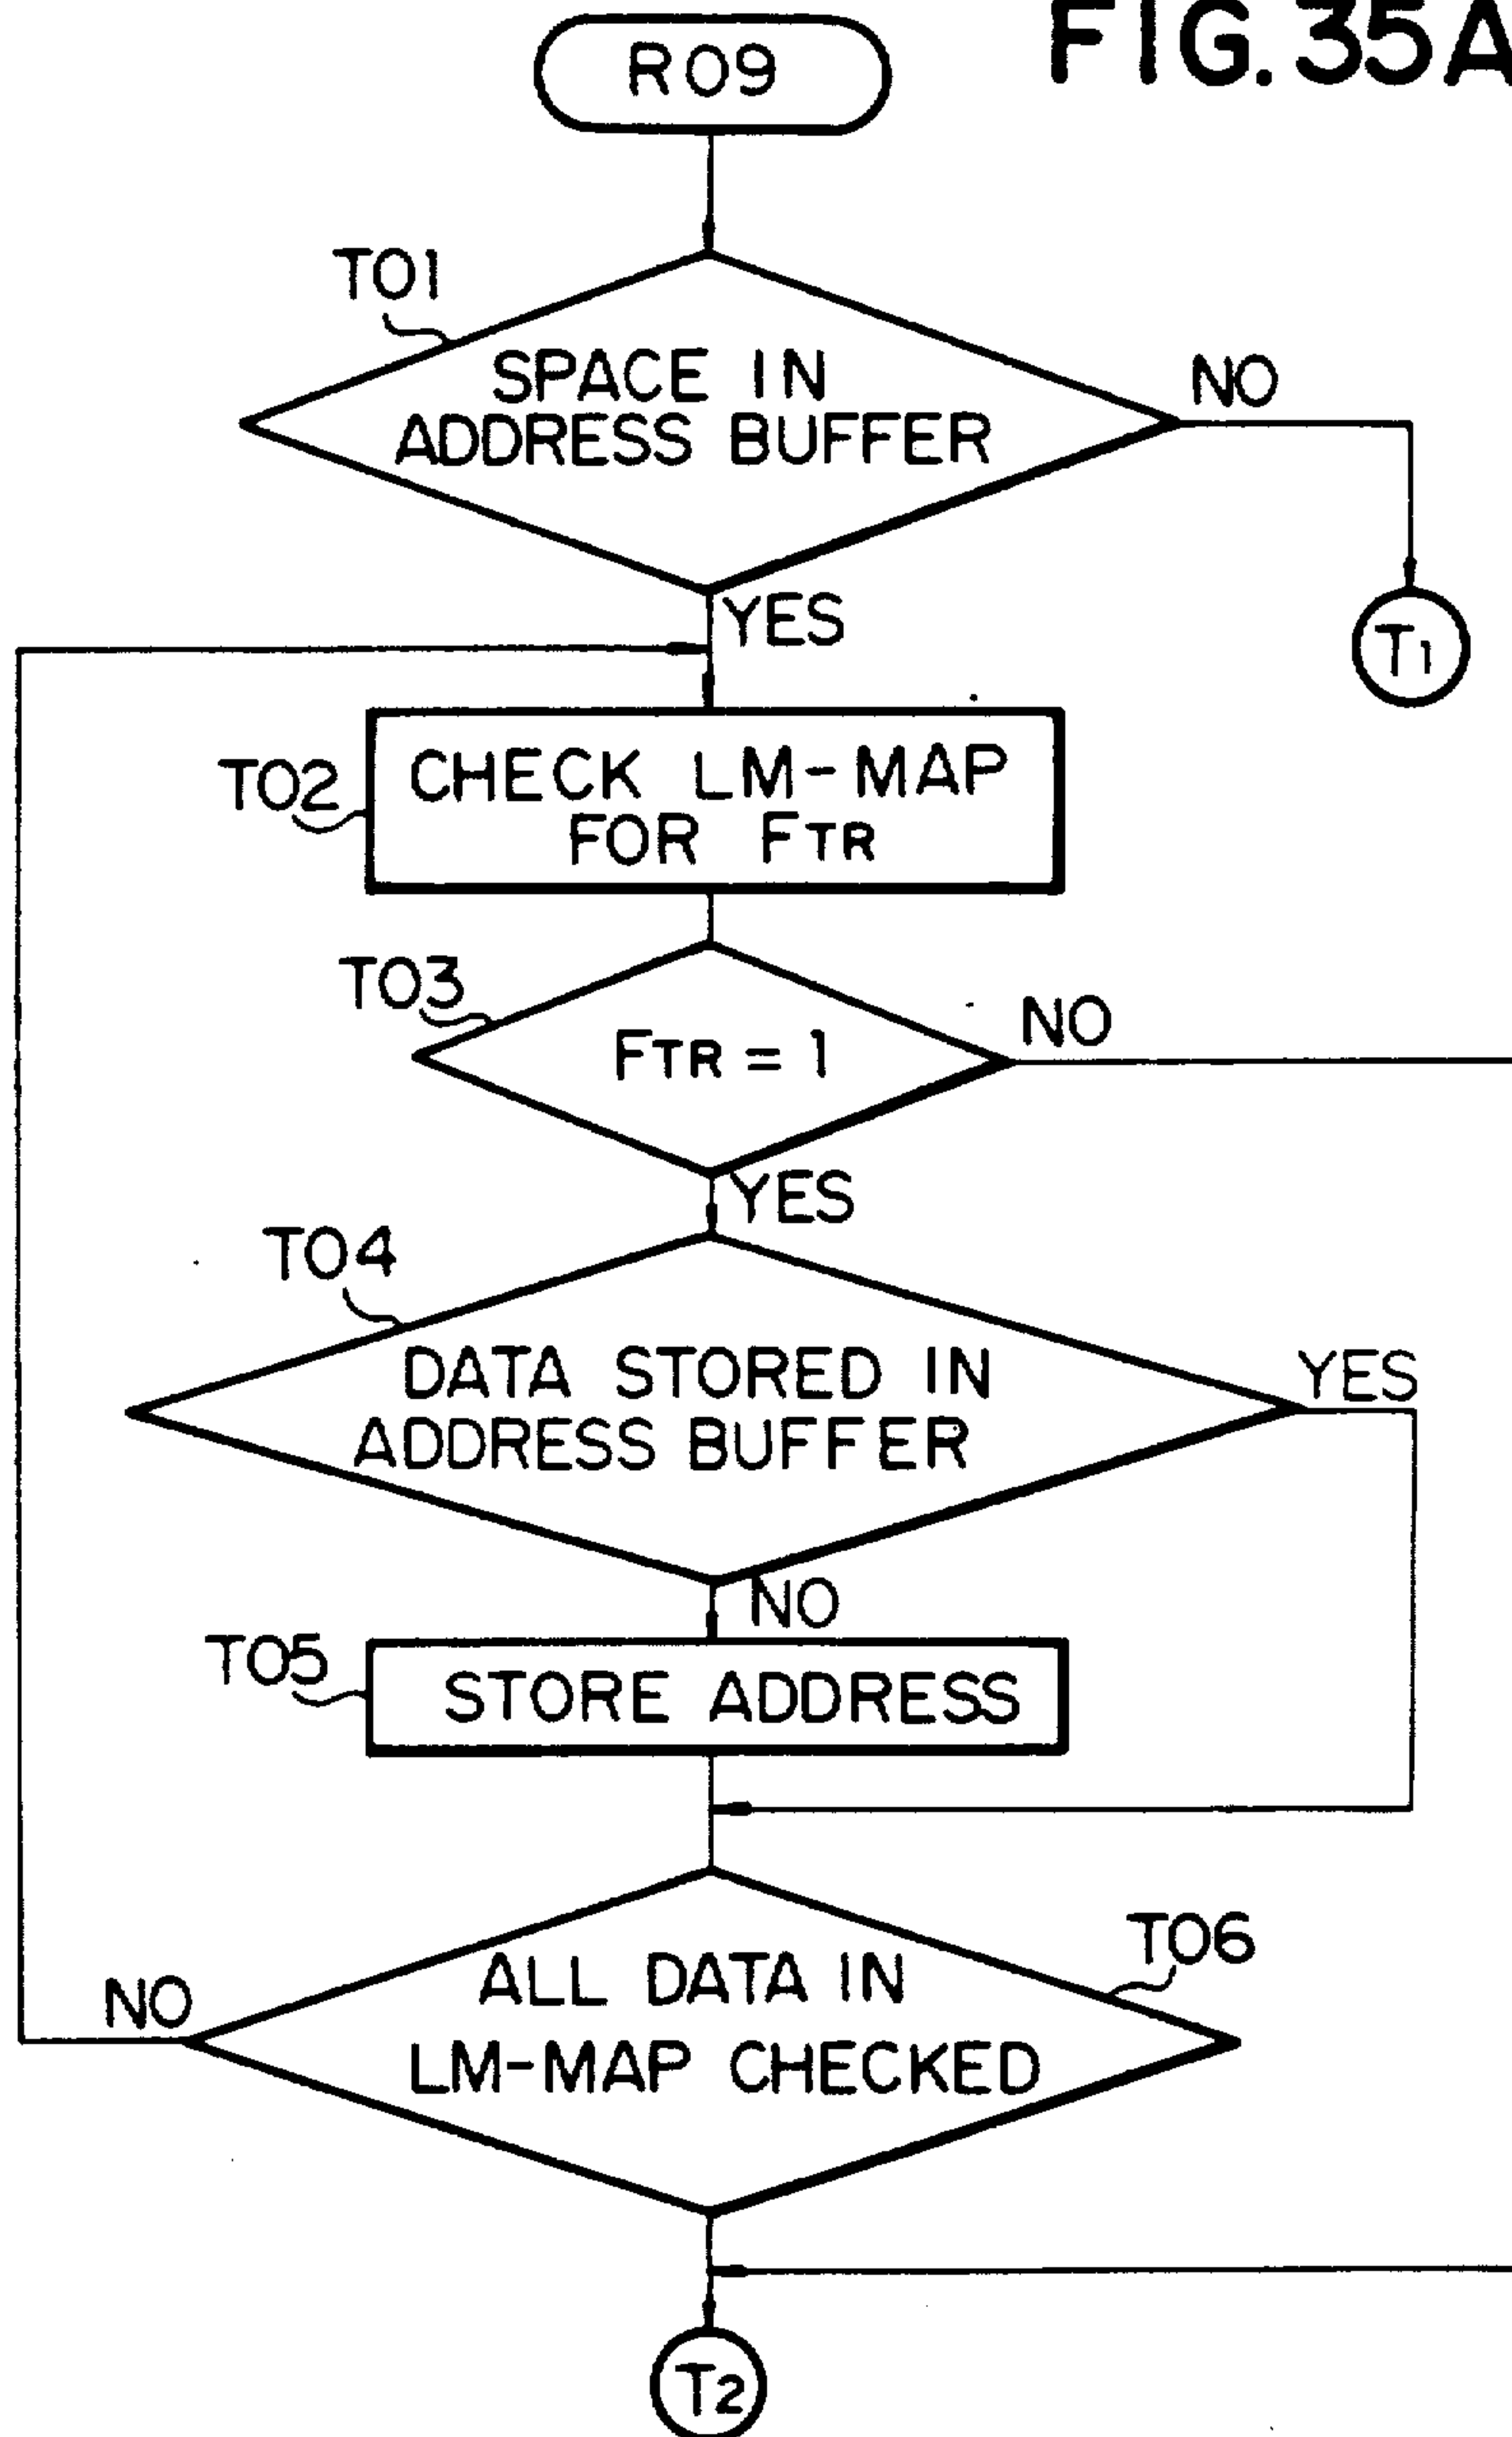 FIG. 35A
R09
T01
SPACE IN
ADDRESS BUFFER
NO
YES
T1
T02
CHECK LM-MAP
FOR FTR
T03
FTR = 1
NO
YES
T04
DATA STORED IN
ADDRESS BUFFER
YES
NO
T05
STORE ADDRESS
T06
ALL DATA IN
LM-MAP CHECKED
NO
T2